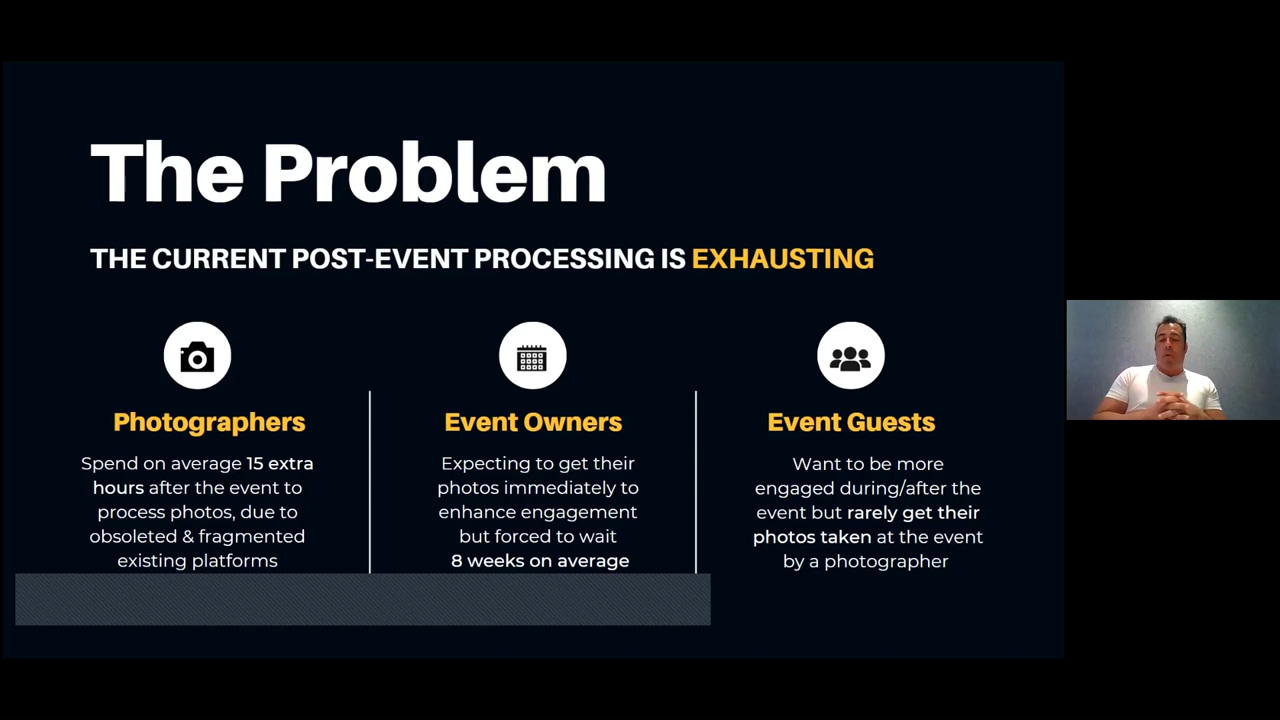 The Problem
THE CURRENT POST-EVENT PROCESSING IS EXHAUSTING
Photographers
Spend on average 15 extra
hours after the event to
process photos, due to
obsoleted & fragmented
existing platforms
Event Owners
Expecting to get their
photos immediately to
enhance engagement
but forced to wait
8 weeks on average
Event Guests
Want to be more
engaged during/after the
event but rarely get their
photos taken at the event
by a photographer